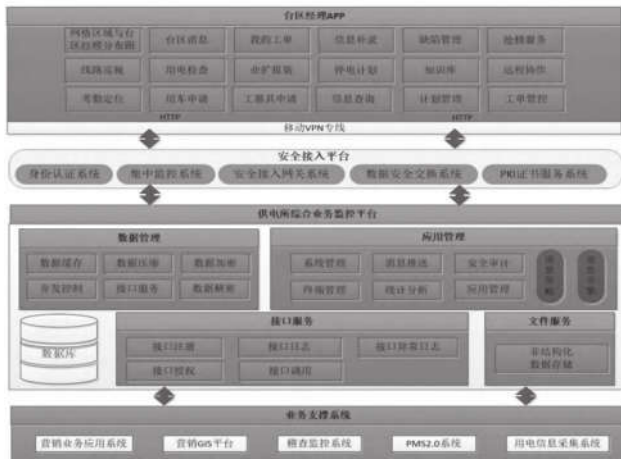 台区经理APP
网格区域与台区经理分布图
台区消息
我的工单
信息补录
缺陷管理
抢修服务
线路巡视
用电检查
业扩报装
停电计划
知识库
远程协作
考勤定位
用车申请
工器具申请
信息查询
计划管理
工单管控
HTTP
HTTP
移动VPN专线
安全接入平台
身份认证系统
集中监控系统
安全接入网关系统
数据安全交换系统
PKI证书服务系统
供电所综合业务监控平台
数据管理
数据缓存
数据压缩
数据加密
并发控制
接口服务
数据解密
应用管理
系统管理
消息推送
安全审计
终端管理
统计分析
应用管理
数据库
接口服务
接口注册
接口日志
接口异常日志
接口授权
接口调用
文件服务
非结构化
数据存储
业务支撑系统
营销业务应用系统
营销GIS平台
稽查监控系统
PMS2.0系统
用电信息采集系统